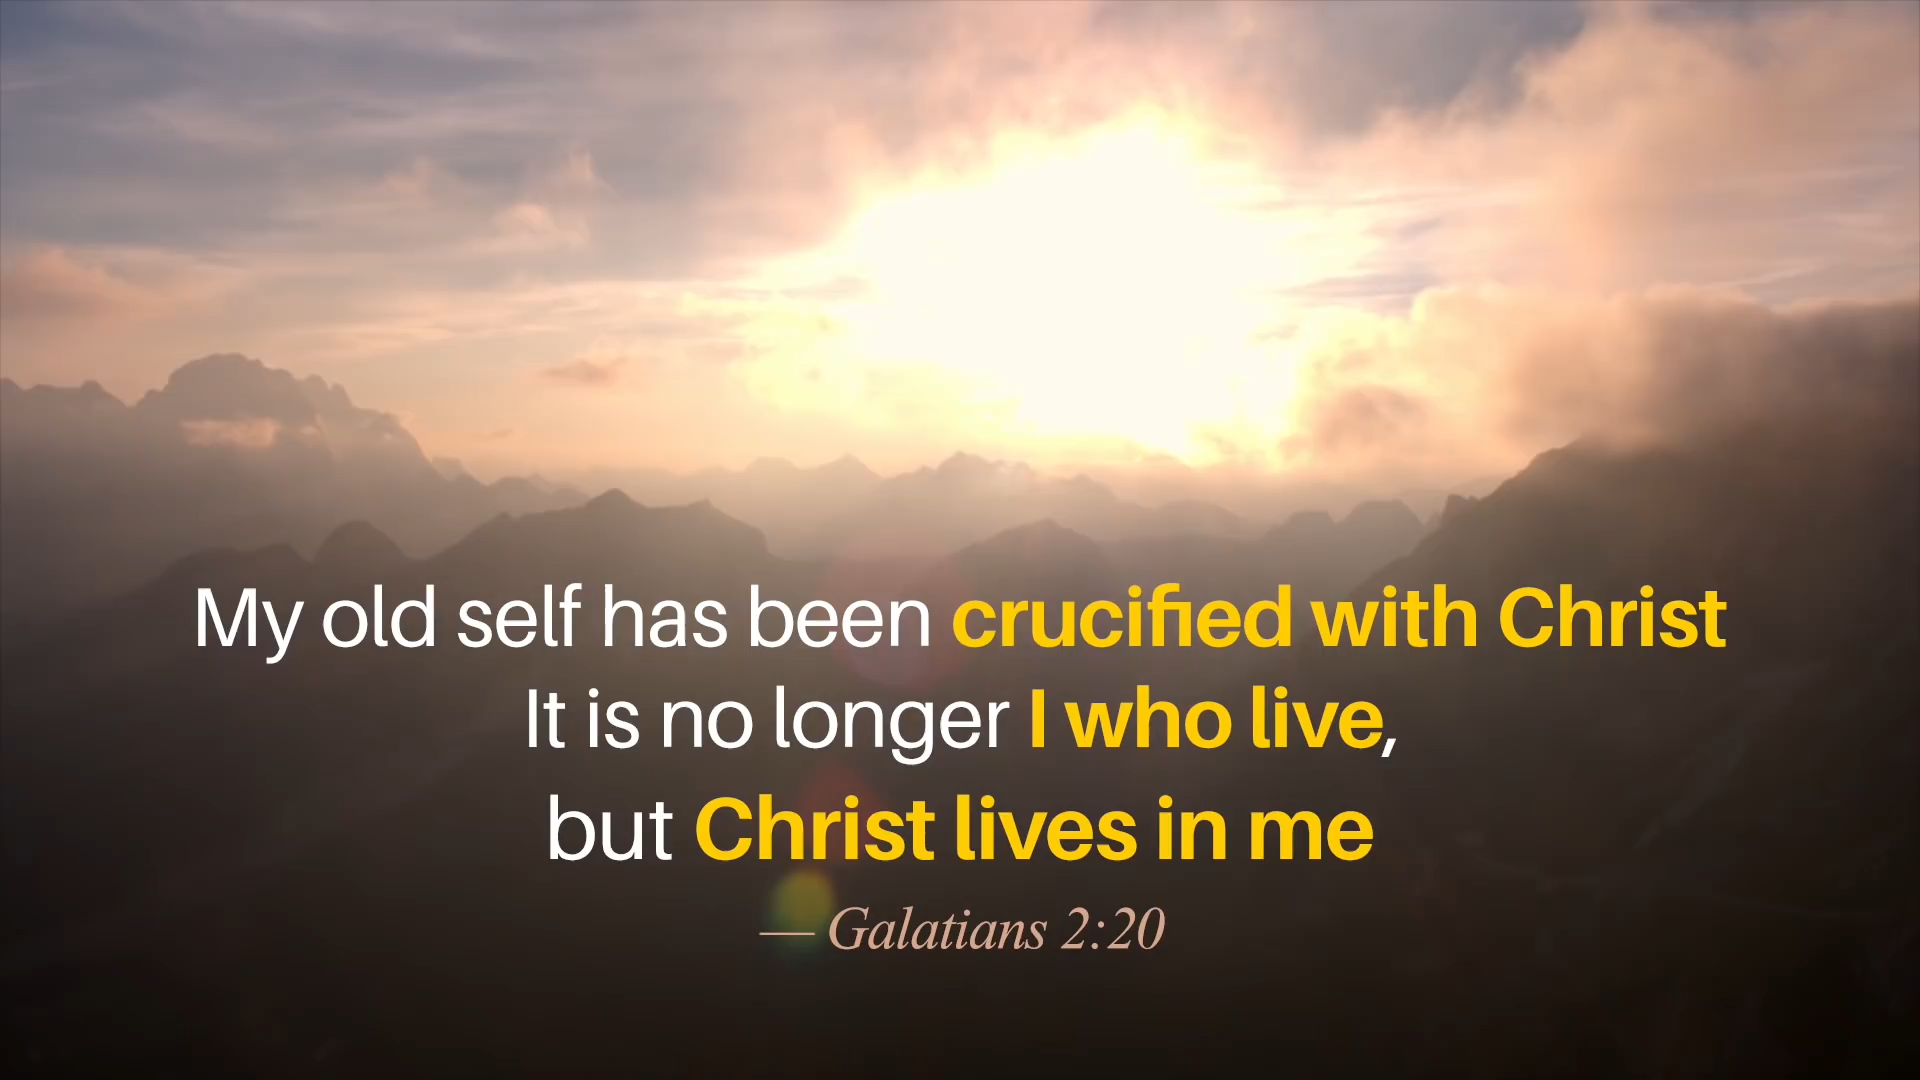 My old self has been crucified with Christ
It is no longer I who live,
but Christ lives in me
— Galatians 2:20